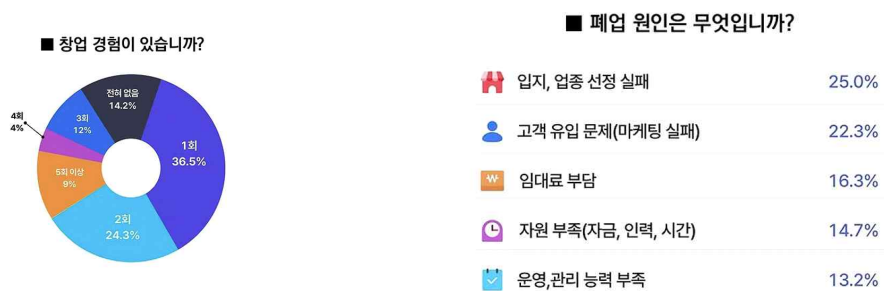 ■ 창업 경험이 있습니까?
전혀 없음
14.2%
1회
36.5%
2회
24.3%
5회 이상
9%
4회
4%
3회
12%
■ 폐업 원인은 무엇입니까?
입지, 업종 선정 실패 25.0%
고객 유입 문제(마케팅 실패) 22.3%
₩ 임대료 부담 16.3%
자원 부족(자금, 인력, 시간) 14.7%
운영,관리 능력 부족 13.2%